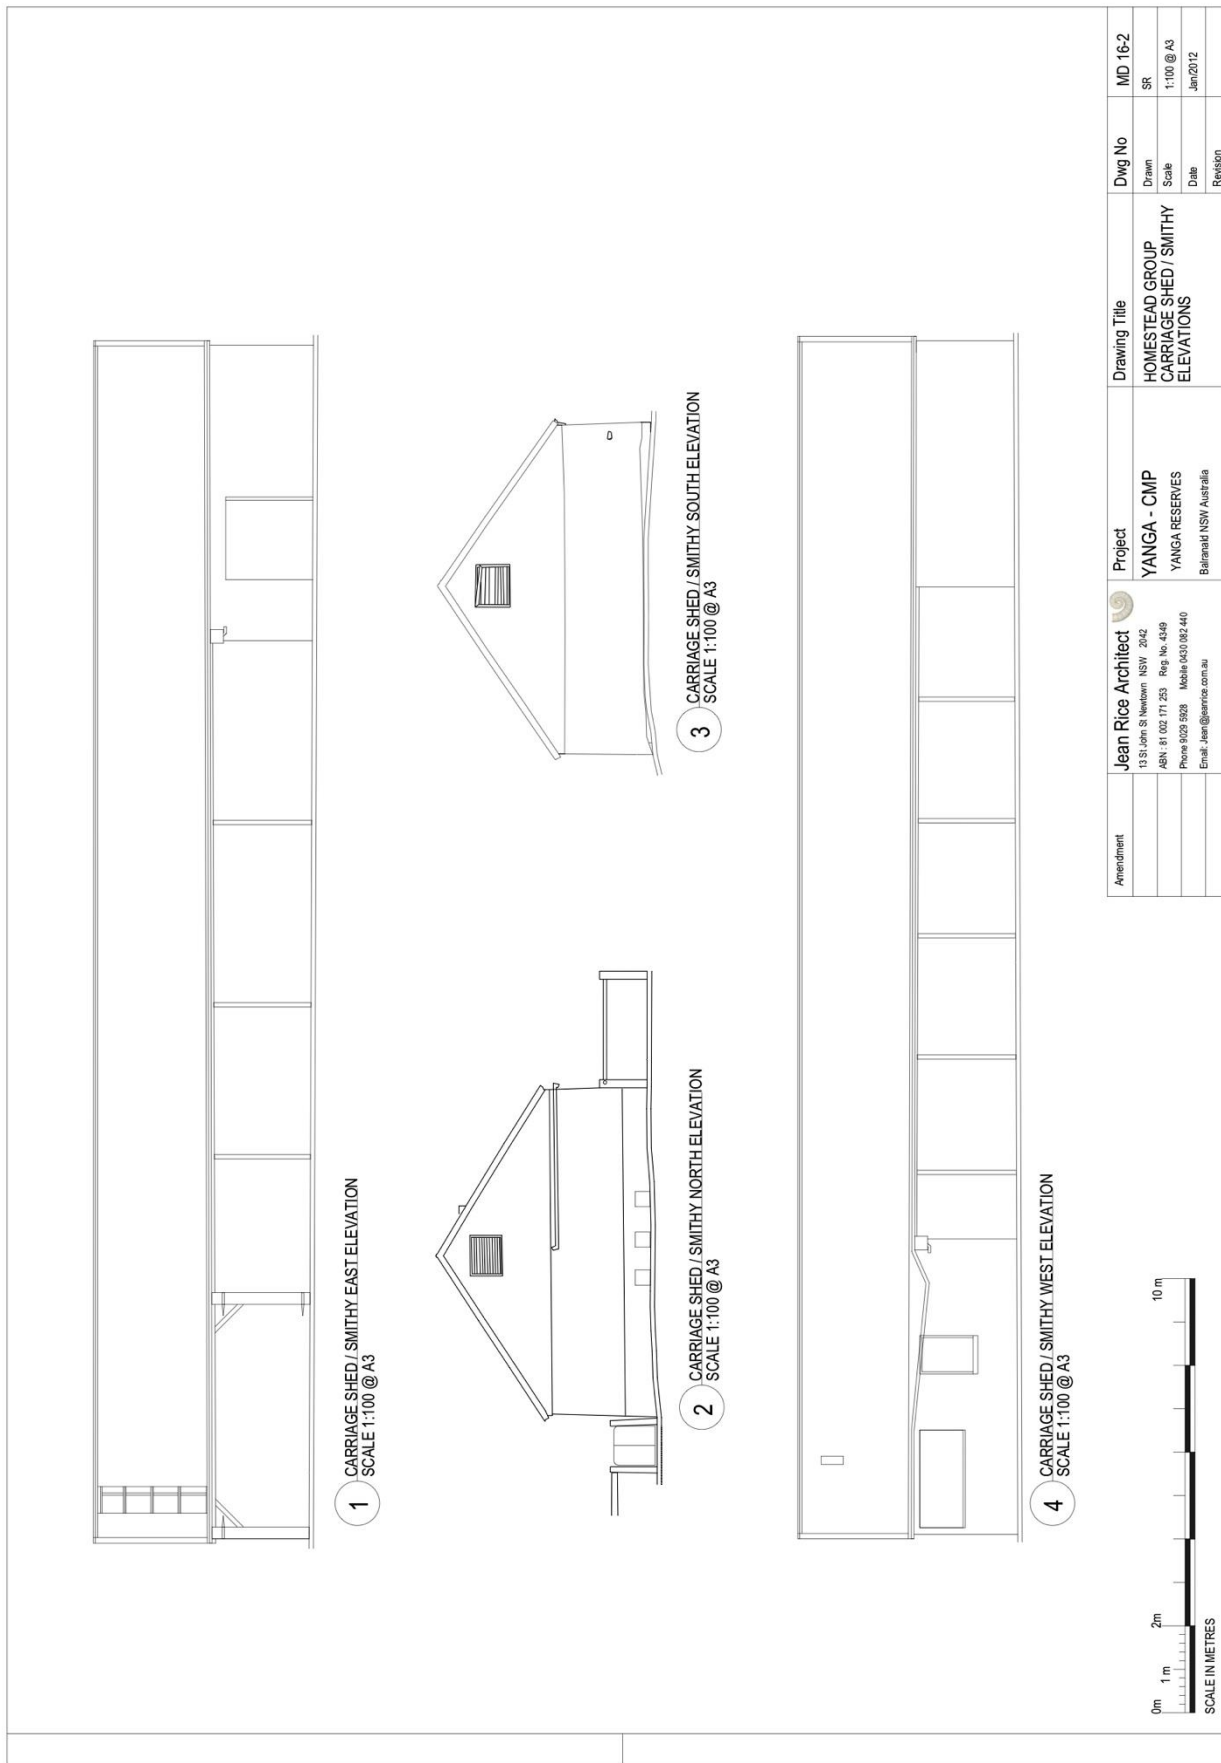 1
CARRIAGE SHED / SMITHY EAST ELEVATION
SCALE 1:100 @ A3
2
CARRIAGE SHED / SMITHY NORTH ELEVATION
SCALE 1:100 @ A3
3
CARRIAGE SHED / SMITHY SOUTH ELEVATION
SCALE 1:100 @ A3
4
CARRIAGE SHED / SMITHY WEST ELEVATION
SCALE 1:100 @ A3
0m 1 m 2m 10 m
SCALE IN METRES
Amendment
Jean Rice Architect
13 St John St Newtown NSW 2042
ABN : 81 002 171 253 Reg. No. 4349
Phone 9029 5928 Mobile 0430 082 440
Email: Jean@jeanrice.com.au
Project
YANGA - CMP
YANGA RESERVES
Balranald NSW Australia
Drawing Title
HOMESTEAD GROUP
CARRIAGE SHED / SMITHY
ELEVATIONS
Dwg No MD 16-2
Drawn SR
Scale 1:100 @ A3
Date Jan/2012
Revision